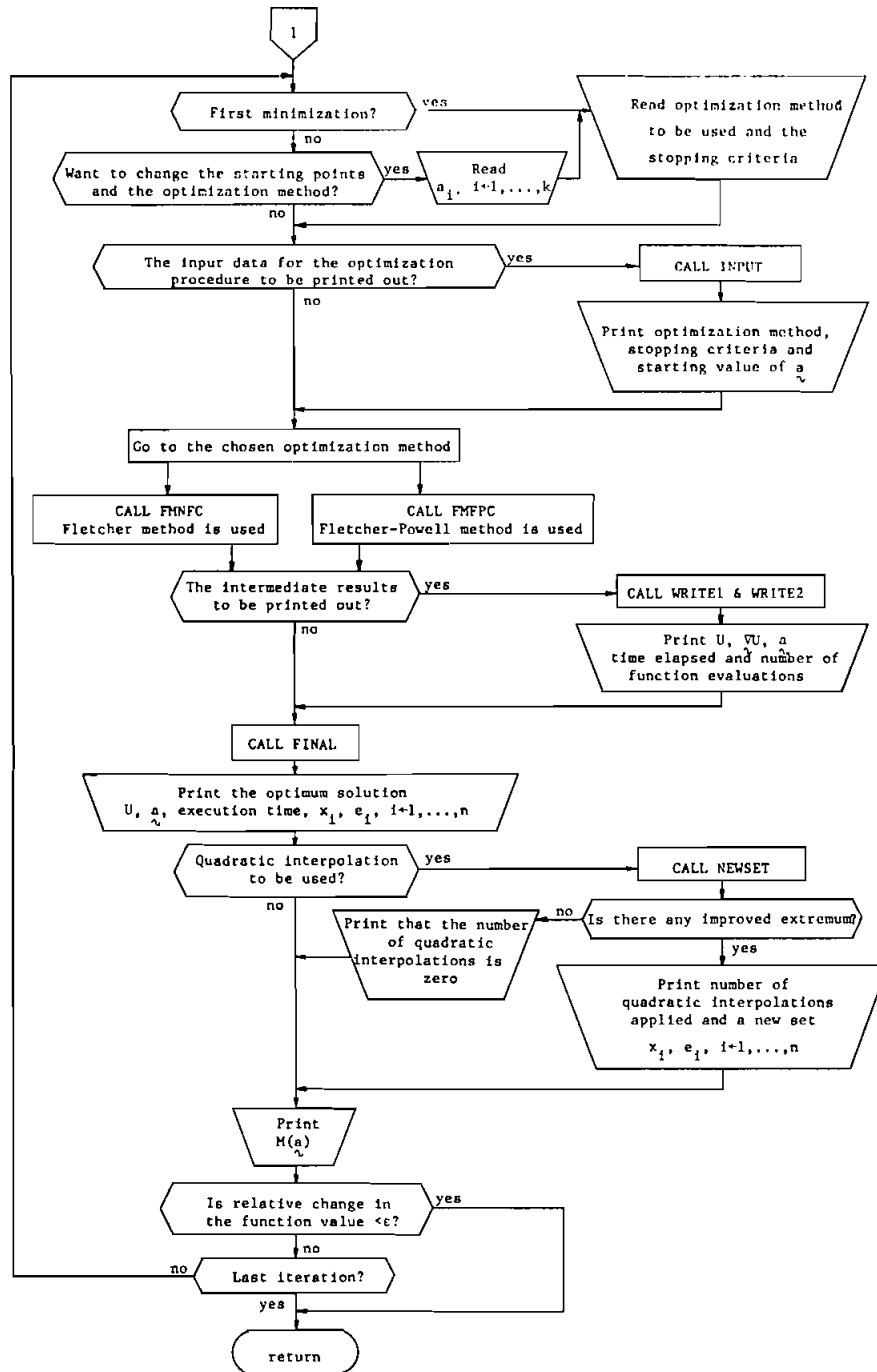 1
First minimization?
yes
no
Read optimization method
to be used and the
stopping criteria
Want to change the starting points
and the optimization method?
yes
no
Read
a_i, i←1,...,k
The input data for the optimization
procedure to be printed out?
yes
no
CALL INPUT
Print optimization method,
stopping criteria and
starting value of a
Go to the chosen optimization method
CALL FMNFC
Fletcher method is used
CALL FMFPC
Fletcher-Powell method is used
The intermediate results
to be printed out?
yes
no
CALL WRITE1 & WRITE2
Print U, ∇U, a
time elapsed and number of
function evaluations
CALL FINAL
Print the optimum solution
U, a, execution time, x_i, e_i, i←1,...,n
Quadratic interpolation
to be used?
yes
no
CALL NEWSET
Is there any improved extremum?
no
yes
Print that the number
of quadratic
interpolations is
zero
Print number of
quadratic interpolations
applied and a new set
x_i, e_i, i←1,...,n
Print
M(a)
Is relative change in
the function value <ε?
yes
no
Last iteration?
no
yes
return